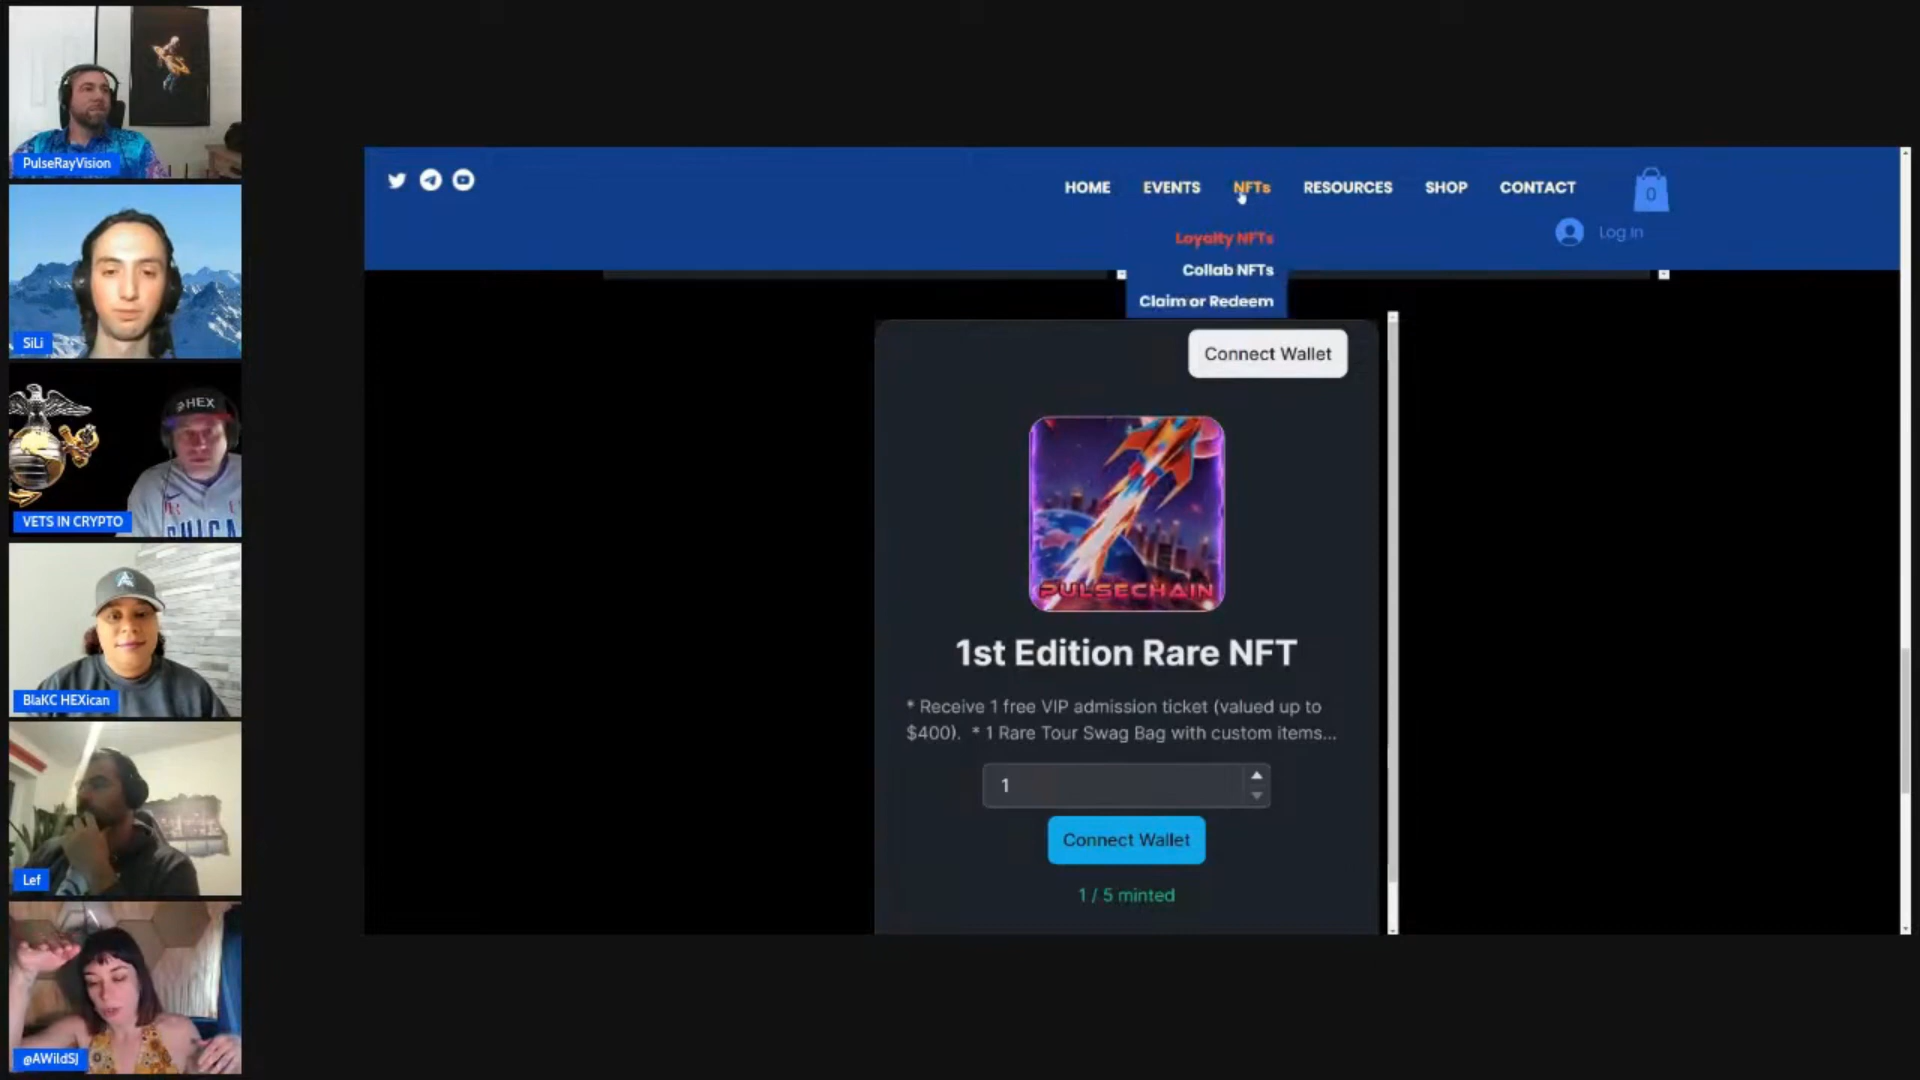 PulseRayVision
SiLi
HEX
VETS IN CRYPTO
BlaKC HEXican
Lef
@AWildSJ
HOME EVENTS NFTs RESOURCES SHOP CONTACT
0
Log In
Loyalty NFTs
Collab NFTs
Claim or Redeem
Connect Wallet
PULSECHAIN
1st Edition Rare NFT
* Receive 1 free VIP admission ticket (valued up to
$400). * 1 Rare Tour Swag Bag with custom items...
1
Connect Wallet
1 / 5 minted